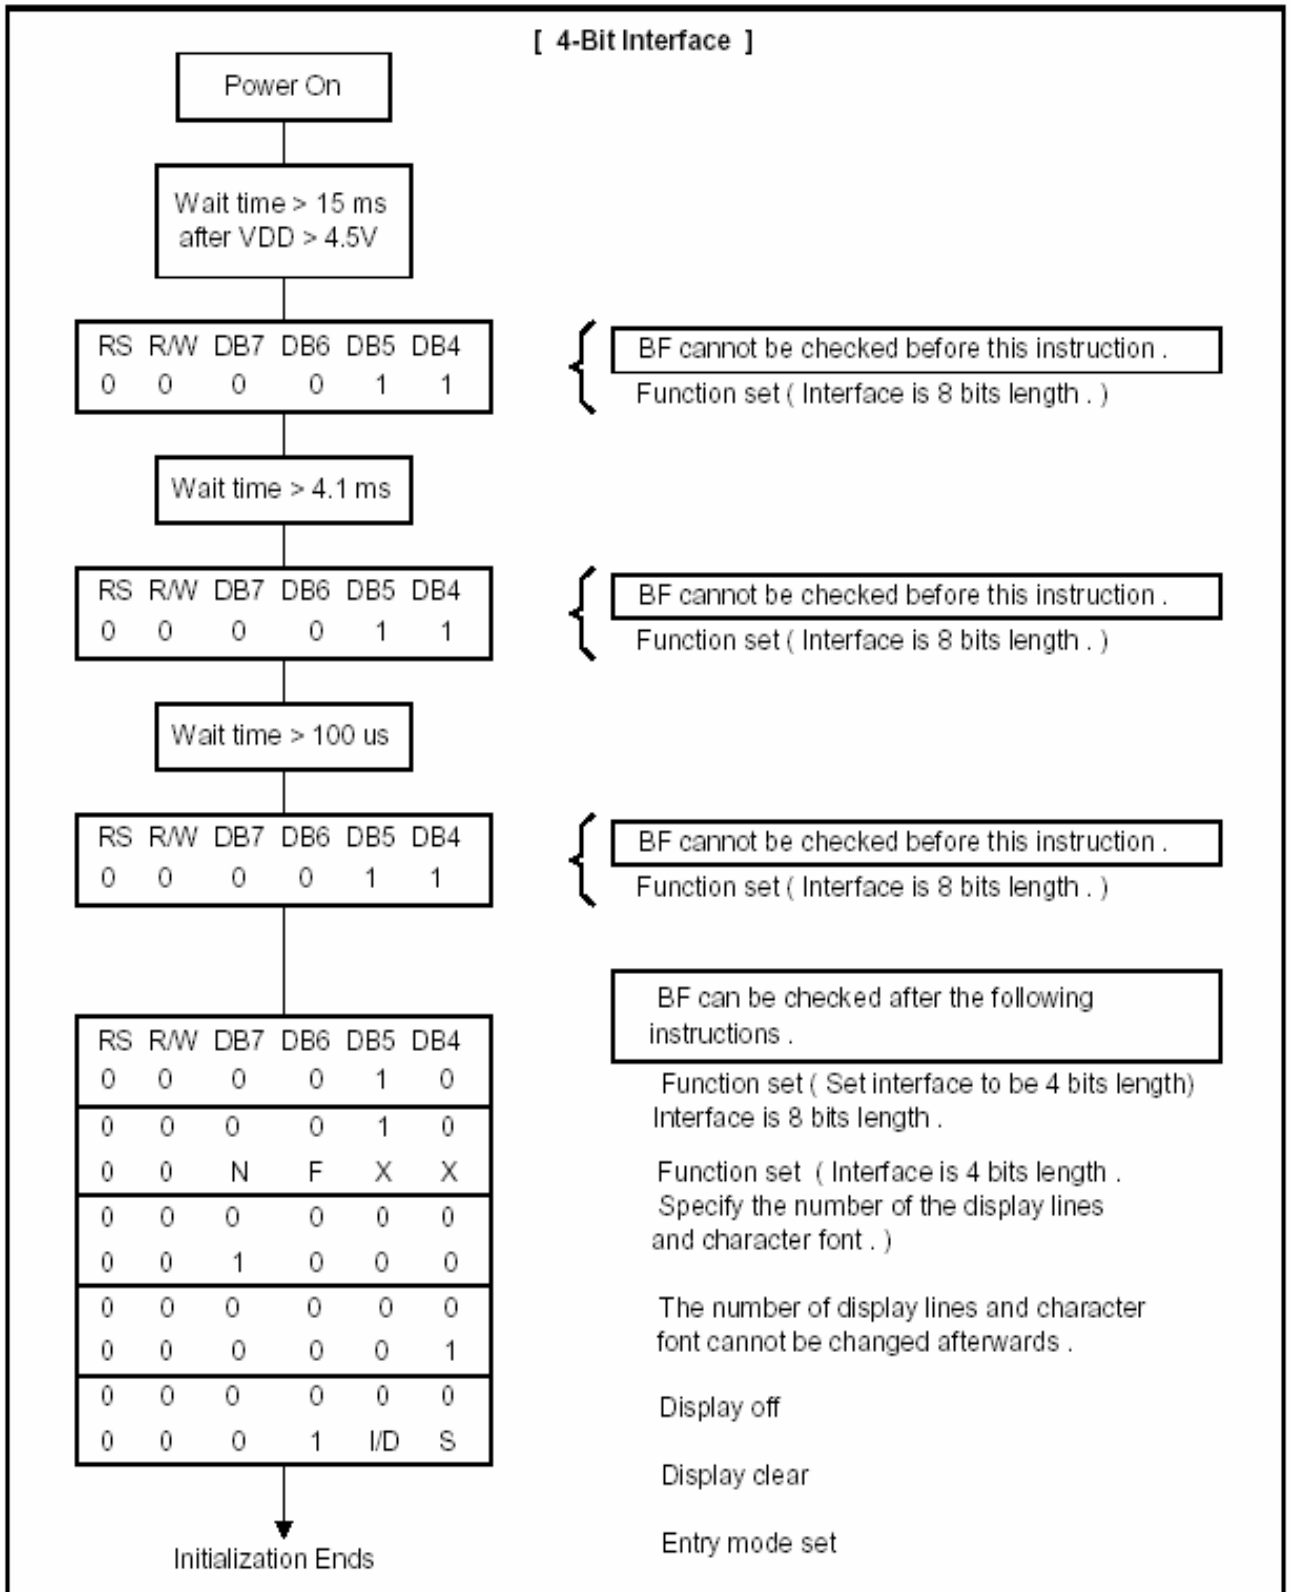 [ 4-Bit Interface ]
Power On
Wait time > 15 ms
after VDD > 4.5V
RS R/W DB7 DB6 DB5 DB4
0 0 0 0 1 1
BF cannot be checked before this instruction .
Function set ( Interface is 8 bits length . )
Wait time > 4.1 ms
RS R/W DB7 DB6 DB5 DB4
0 0 0 0 1 1
BF cannot be checked before this instruction .
Function set ( Interface is 8 bits length . )
Wait time > 100 us
RS R/W DB7 DB6 DB5 DB4
0 0 0 0 1 1
BF cannot be checked before this instruction .
Function set ( Interface is 8 bits length . )
RS R/W DB7 DB6 DB5 DB4
0 0 0 0 1 0
0 0 0 0 1 0
0 0 N F X X
0 0 0 0 0 0
0 0 1 0 0 0
0 0 0 0 0 0
0 0 0 0 0 1
0 0 0 0 0 0
0 0 0 1 I/D S
BF can be checked after the following
instructions .
Function set ( Set interface to be 4 bits length)
Interface is 8 bits length .
Function set ( Interface is 4 bits length .
Specify the number of the display lines
and character font . )
The number of display lines and character
font cannot be changed afterwards .
Display off
Display clear
Entry mode set
Initialization Ends